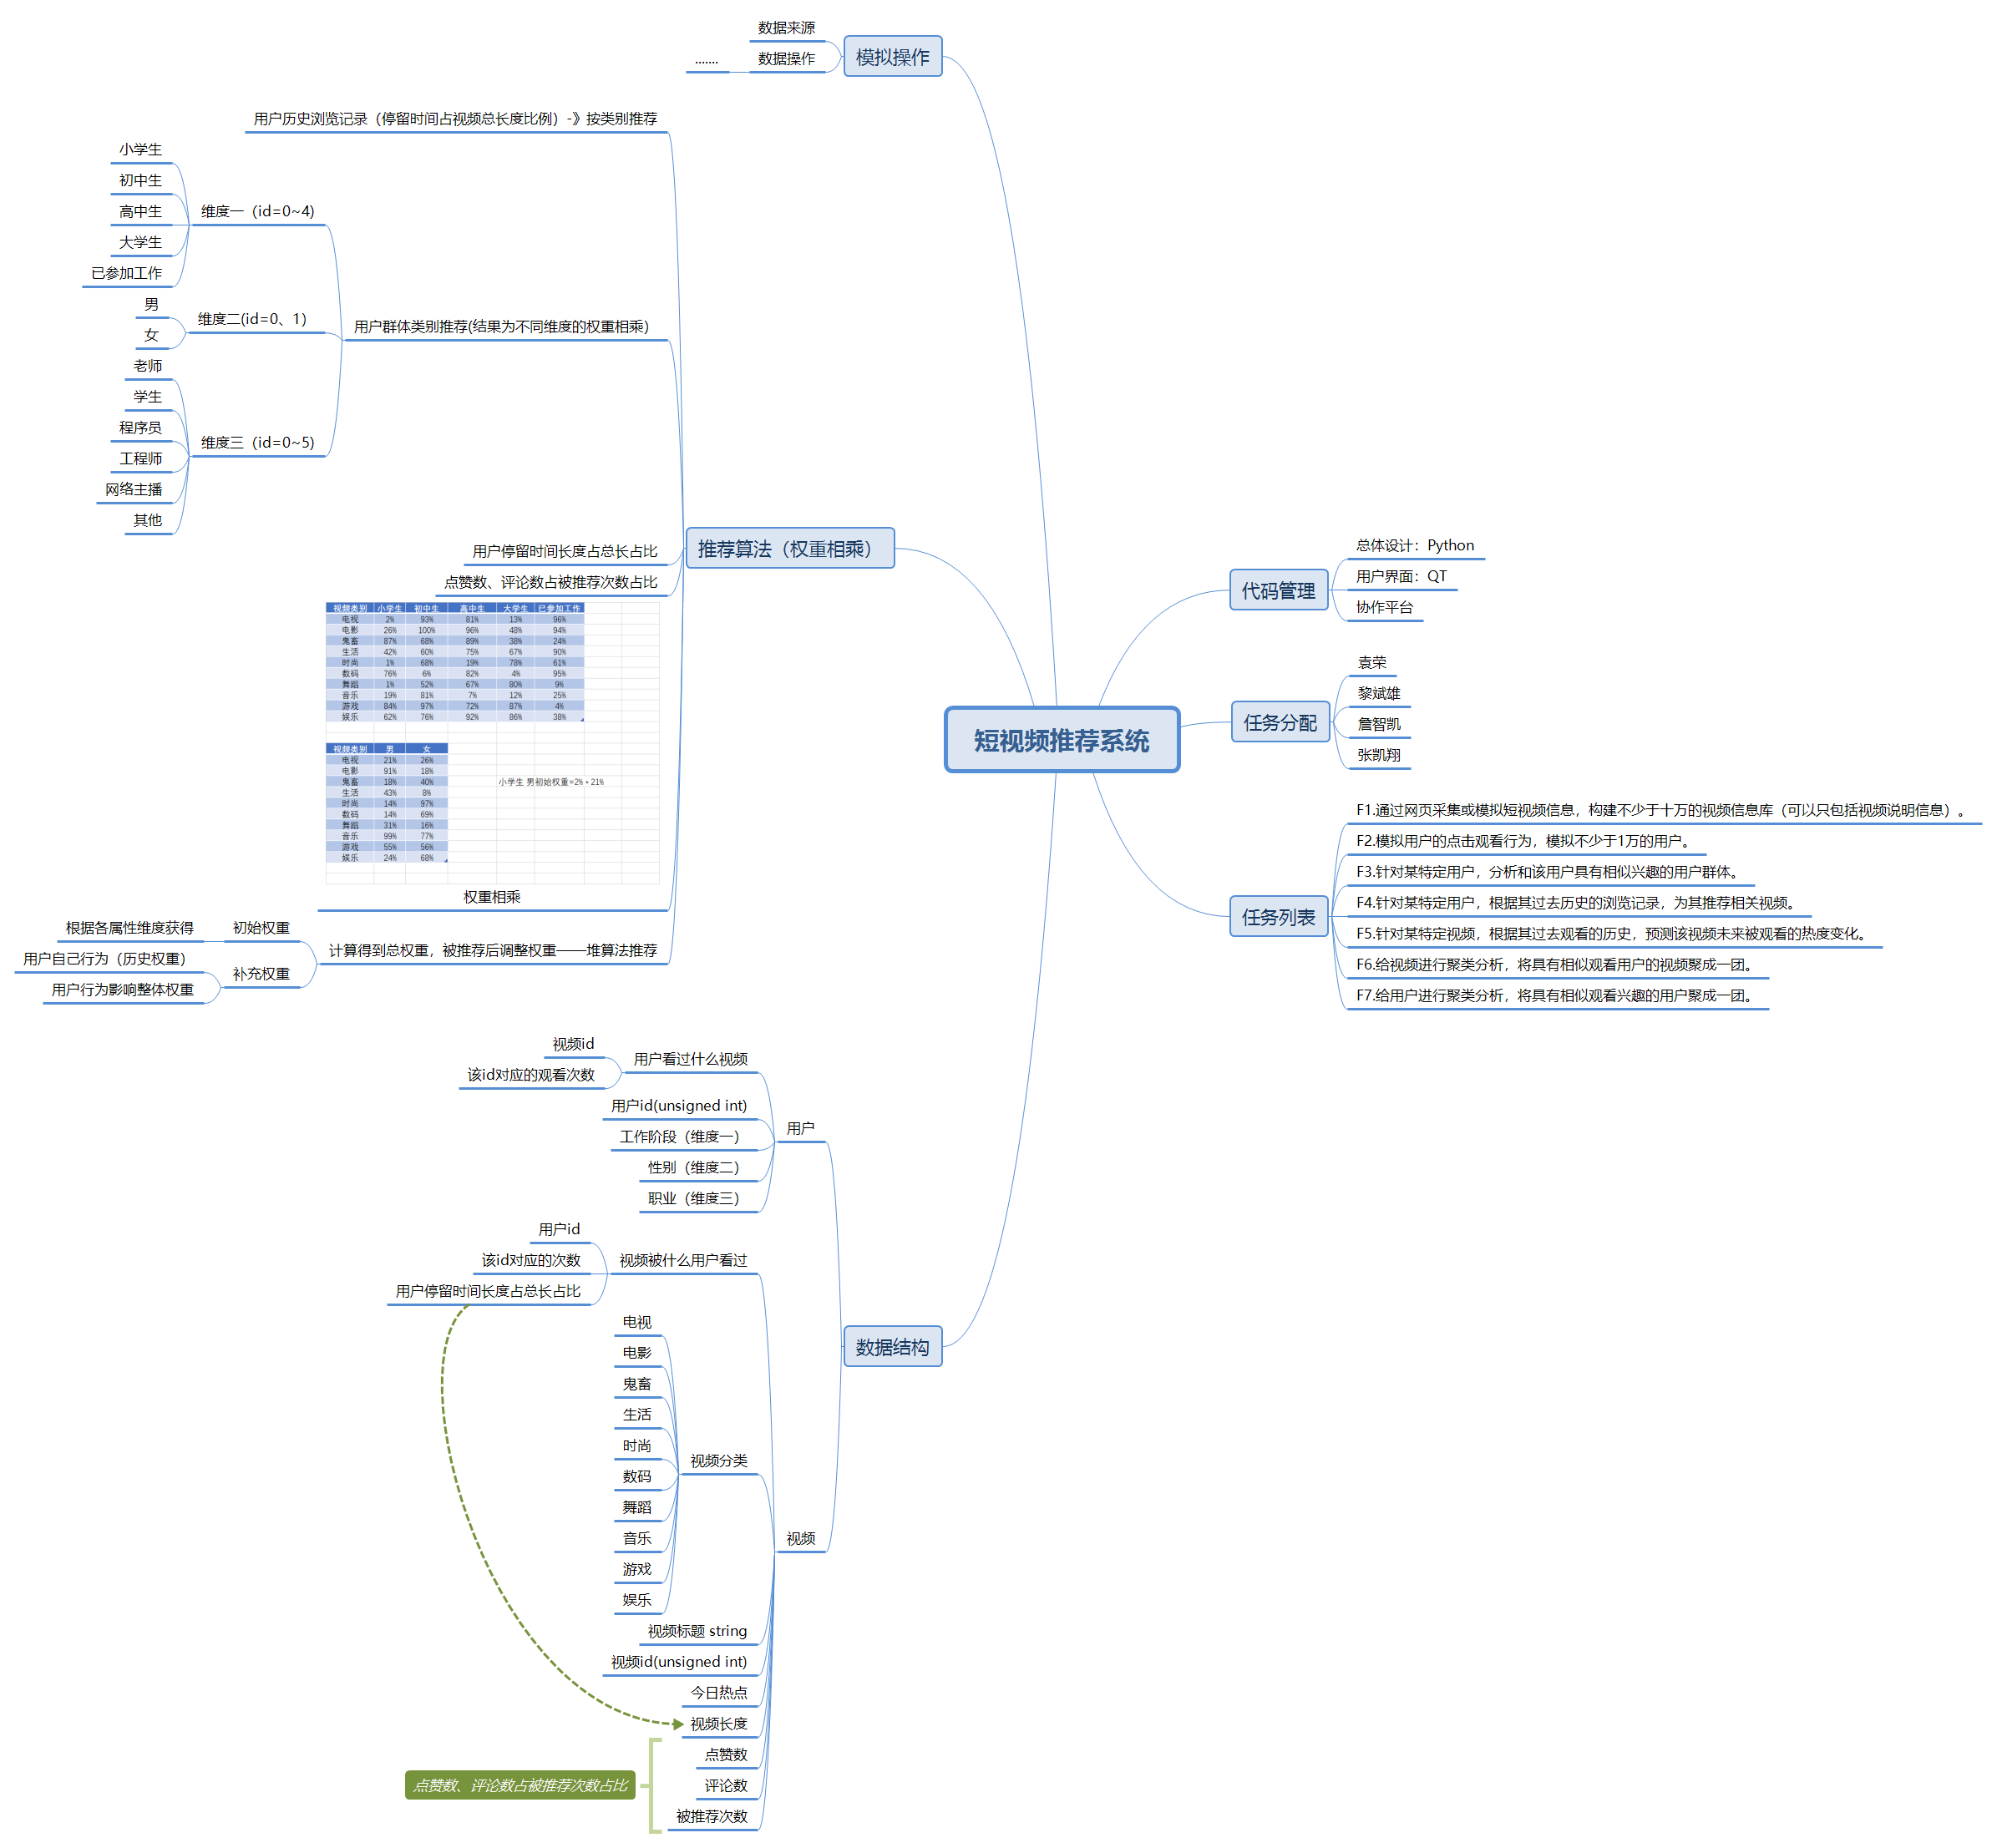 数据来源
数据操作
.......
模拟操作
用户历史浏览记录（停留时间占视频总长度比例）-》按类别推荐
小学生
初中生
高中生
大学生
已参加工作
维度一（id=0~4）
男
女
维度二(id=0、1）
老师
学生
程序员
工程师
网络主播
其他
维度三（id=0~5）
用户群体类别推荐(结果为不同维度的权重相乘）
用户停留时间长度占总长占比
点赞数、评论数占被推荐次数占比
视频类别 小学生 初中生 高中生 大学生 已参加工作
电视 2% 93% 81% 13% 96%
电影 26% 100% 96% 48% 94%
鬼畜 87% 68% 89% 38% 24%
生活 42% 60% 75% 67% 90%
时尚 1% 68% 19% 78% 61%
数码 76% 6% 82% 4% 95%
舞蹈 1% 52% 67% 80% 9%
音乐 19% 81% 7% 12% 25%
游戏 84% 97% 72% 87% 4%
娱乐 62% 76% 92% 86% 38%
视频类别 男 女
电视 21% 26%
电影 91% 18%
鬼畜 18% 40%
生活 43% 8%
时尚 14% 97%
数码 14% 69%
舞蹈 31% 16%
音乐 99% 77%
游戏 55% 56%
娱乐 24% 68%
小学生 男初始权重=2%*21%
权重相乘
根据各属性维度获得
初始权重
用户自己行为（历史权重）
用户行为影响整体权重
补充权重
计算得到总权重，被推荐后调整权重——堆算法推荐
推荐算法（权重相乘）
短视频推荐系统
代码管理
总体设计：Python
用户界面：QT
协作平台
任务分配
袁荣
黎斌雄
詹智凯
张凯翔
任务列表
F1.通过网页采集或模拟短视频信息，构建不少于十万的视频信息库（可以只包括视频说明信息）。
F2.模拟用户的点击观看行为，模拟不少于1万的用户。
F3.针对某特定用户，分析和该用户具有相似兴趣的用户群体。
F4.针对某特定用户，根据其过去历史的浏览记录，为其推荐相关视频。
F5.针对某特定视频，根据其过去观看的历史，预测该视频未来被观看的热度变化。
F6.给视频进行聚类分析，将具有相似观看用户的视频聚成一团。
F7.给用户进行聚类分析，将具有相似观看兴趣的用户聚成一团。
视频id
该id对应的观看次数
用户看过什么视频
用户id(unsigned int)
工作阶段（维度一）
性别（维度二）
职业（维度三）
用户
用户id
该id对应的次数
用户停留时间长度占总长占比
视频被什么用户看过
电视
电影
鬼畜
生活
时尚
数码
舞蹈
音乐
游戏
娱乐
视频分类
视频标题 string
视频id(unsigned int)
今日热点
视频长度
点赞数
评论数
被推荐次数
点赞数、评论数占被推荐次数占比
视频
数据结构